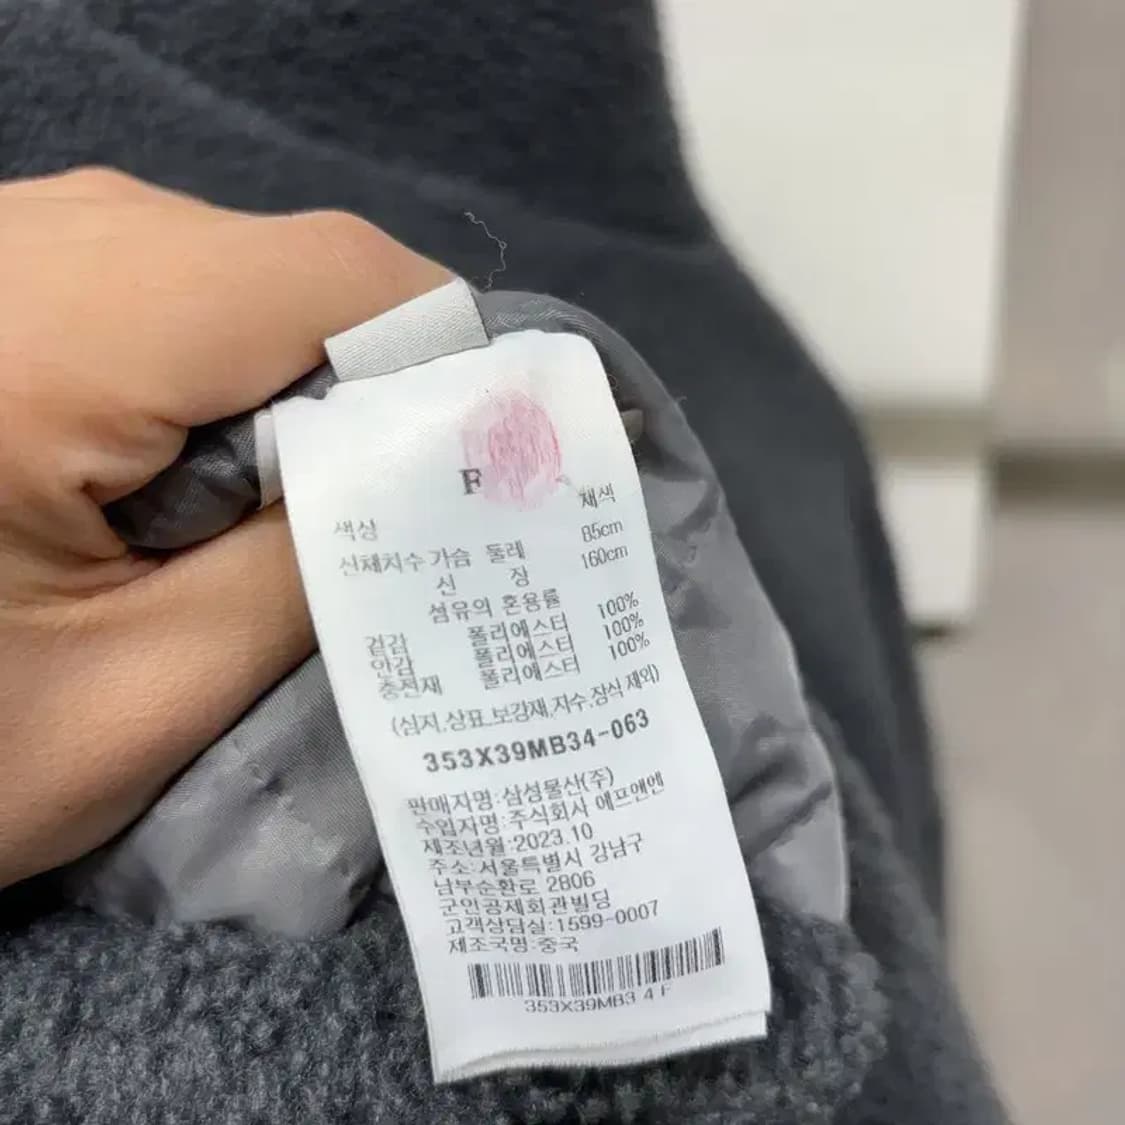 F
색상 재색
신체치수 가슴 둘레 85cm
신 장 160cm
섬유의 혼용률
겉감 폴리에스터 100%
안감 폴리에스터 100%
충전재 폴리에스터 100%
(심지,상표,보강재,자수,장식 제외)
353X39MB34-063
판매자명:삼성물산(주)
수입자명:주식회사 에프앤엔
제조년월:2023.10
주소:서울특별시 강남구
남부순환로 2806
군인공제회관빌딩
고객상담실:1599-0007
제조국명:중국
353X39MB3 4 F